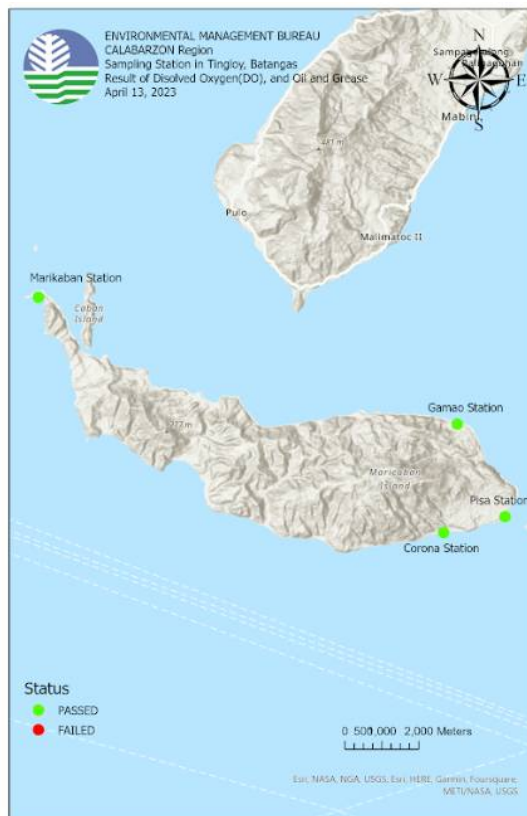 ENVIRONMENTAL MANAGEMENT BUREAU
CALABARZON Region
Sampling Station in Tingloy, Batangas
Result of Disolved Oxygen(DO), and Oil and Grease
April 13, 2023
N
W E
S
Mabini
Pulo
Malimatoc II
Marikaban Station
Caban
Island
Gamao Station
Maricaban
Island
Pisa Station
Corona Station
Status
PASSED
FAILED
0 500 1,000 2,000 Meters
Esri, NASA, NGA, USGS, Esri, HERE, Garmin, Foursquare,
METI/NASA, USGS